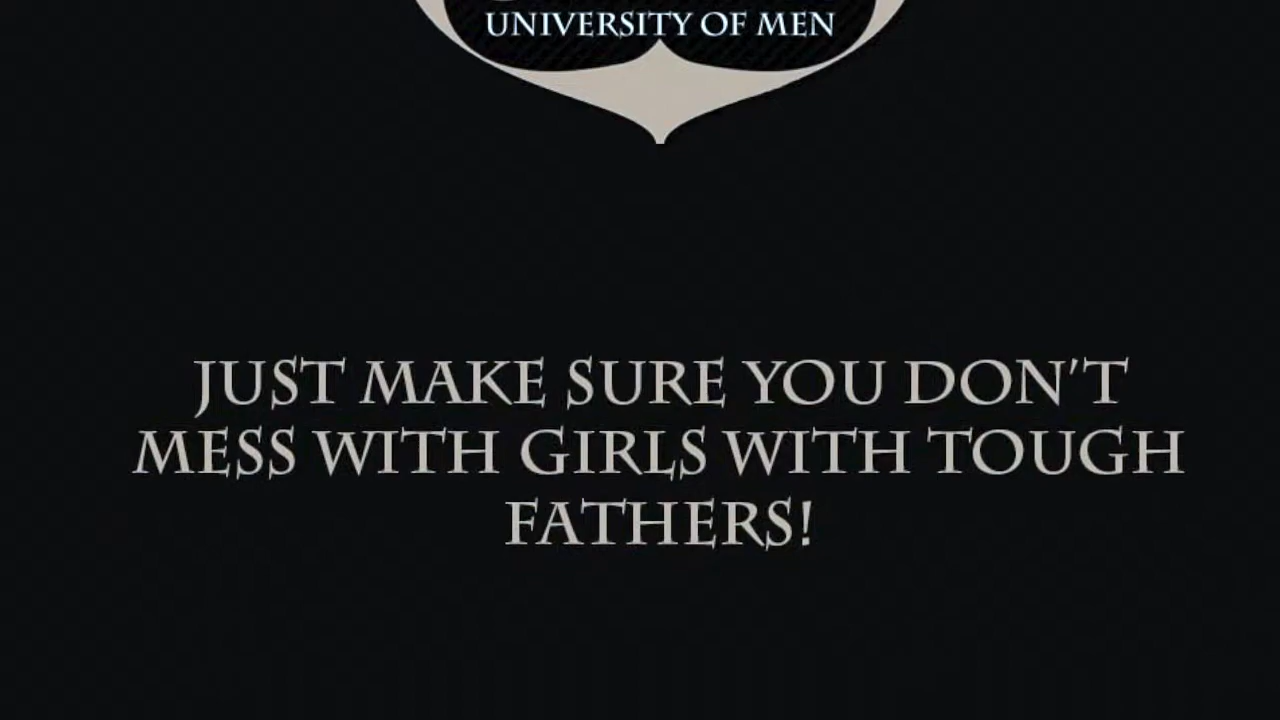 UNIVERSITY OF MEN
JUST MAKE SURE YOU DON'T
MESS WITH GIRLS WITH TOUGH
FATHERS!